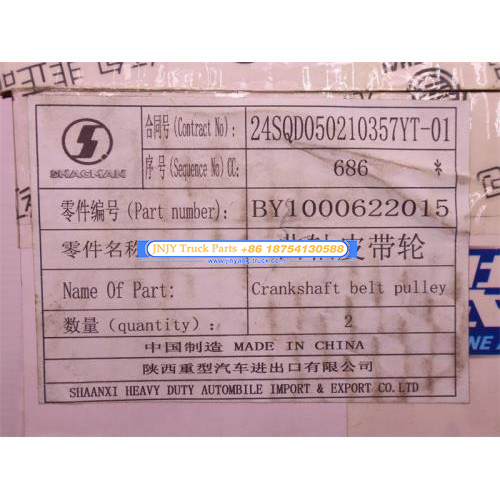 SHACMAN
合同号(Contract No): 24SQD050210357YT-01
序号(Sequence No) CC: 686 *
零件编号(Part number): BY1000622015
零件名称 轴皮带轮
JNJY Truck Parts +86 18754130588
Name Of Part: Crankshaft belt pulley
数量(quantity): 2
中国制造 MADE IN CHINA
陕西重型汽车进出口有限公司
SHAANXI HEAVY DUTY AUTOMBILE IMPORT & EXPORT CO.LTD